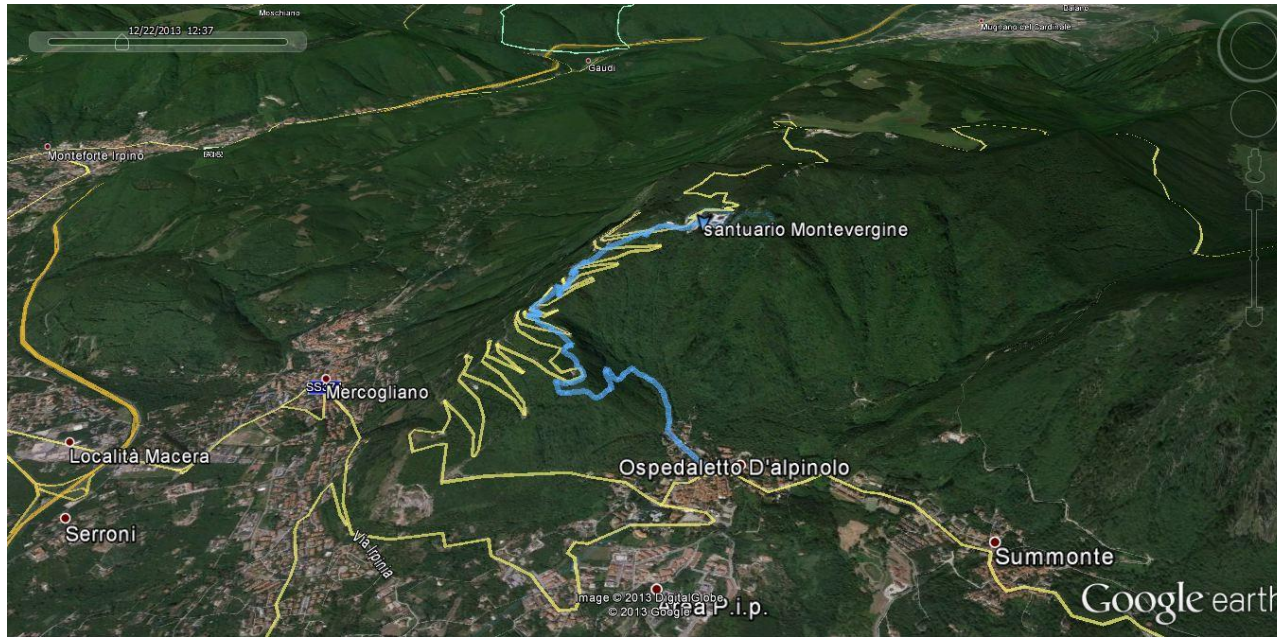 Moschiano
12/22/2013 12:37
Baiano
Mugnano del Cardinale
Gaudi
Monteforte Irpino
santuario Montevergine
Mercogliano
Località Macera
Ospedaletto D'alpinolo
Serroni
Via Irpinia
Summonte
Image © 2013 DigitalGlobe
© 2013 Google
Area P.i.p.
Google earth